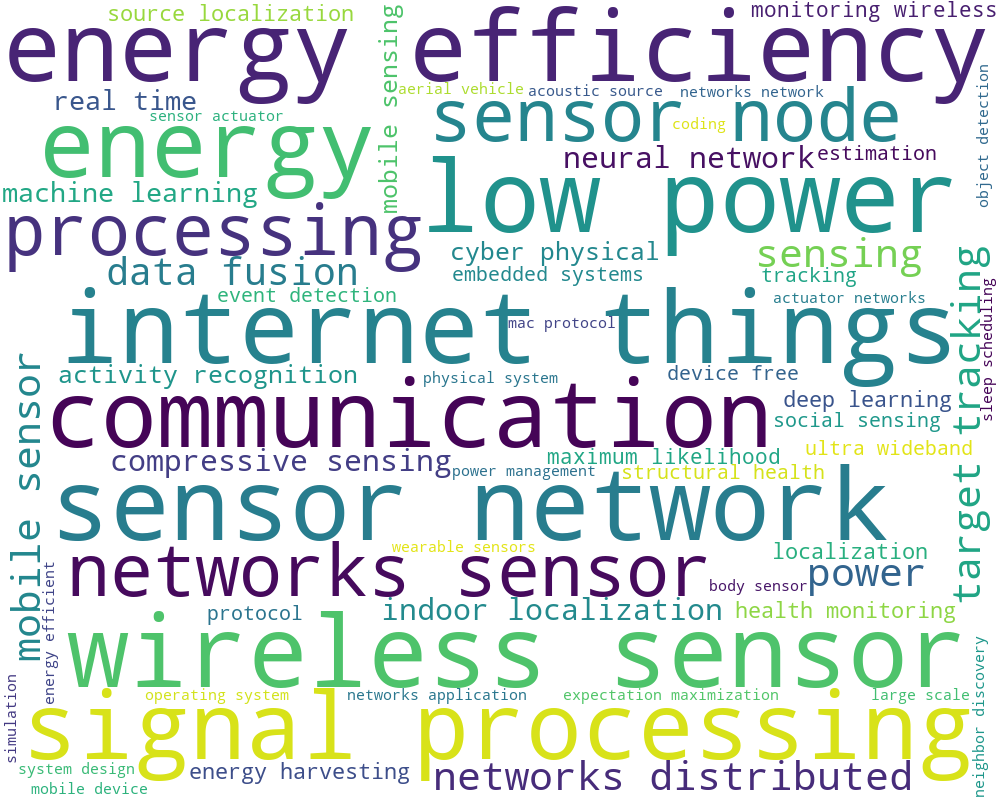 source localization
monitoring wireless
energy efficiency
mobile sensing
real time
aerial vehicle
acoustic source
networks network
object detection
sensor actuator
sensor node
coding
energy
neural network
estimation
machine learning
low power
processing
cyber physical
sensing
data fusion
embedded systems
tracking
target tracking
event detection
internet things
actuator networks
sleep scheduling
mac protocol
activity recognition
physical system
device free
mobile sensor
communication
deep learning
social sensing
compressive sensing
maximum likelihood
ultra wideband
power management
structural health
sensor network
wearable sensors
networks sensor
localization
body sensor
power
energy efficient
protocol
indoor localization
health monitoring
wireless sensor
neighbor discovery
simulation
operating system
networks application
expectation maximization
large scale
signal processing
system design
energy harvesting
networks distributed
mobile device